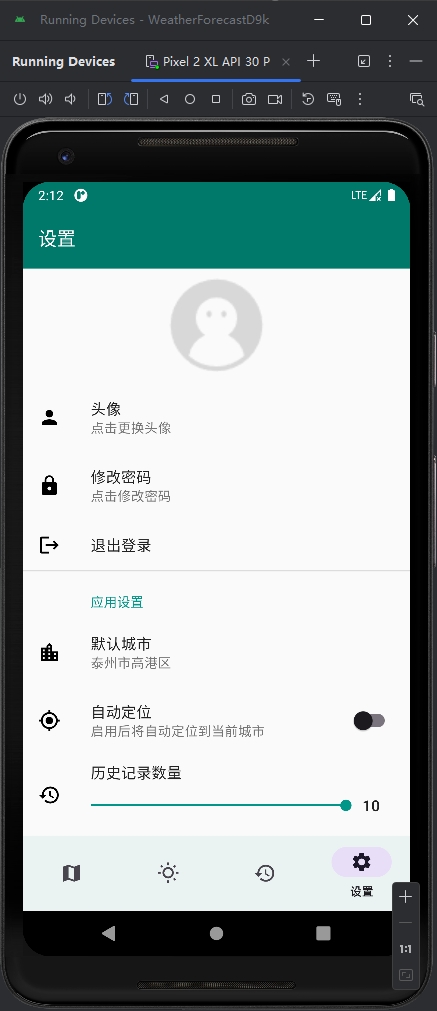 Running Devices - WeatherForecastD9k
Running Devices
Pixel 2 XL API 30 P
2:12
LTE
设置
头像
点击更换头像
修改密码
点击修改密码
退出登录
应用设置
默认城市
泰州市高港区
自动定位
启用后将自动定位到当前城市
历史记录数量
10
设置
1:1